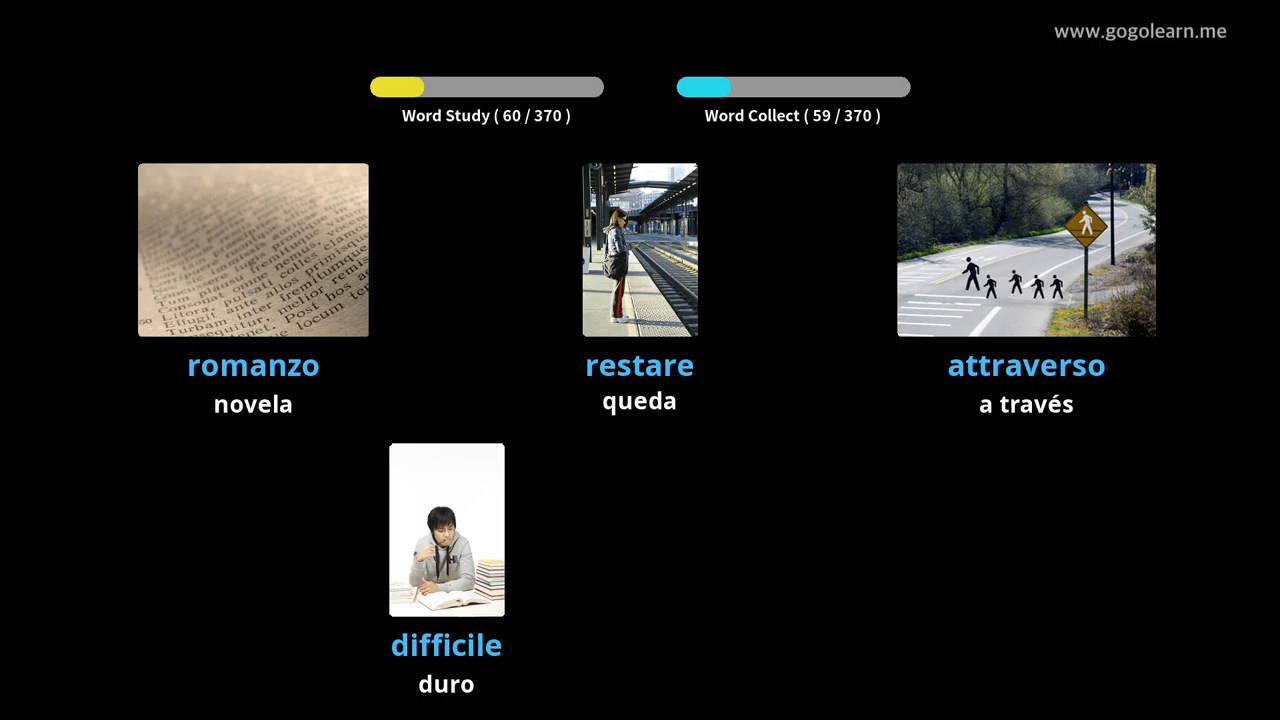 www.gogolearn.me
Word Study ( 60 / 370 )
Word Collect ( 59 / 370 )
romanzo
novela
restare
queda
attraverso
a través
difficile
duro